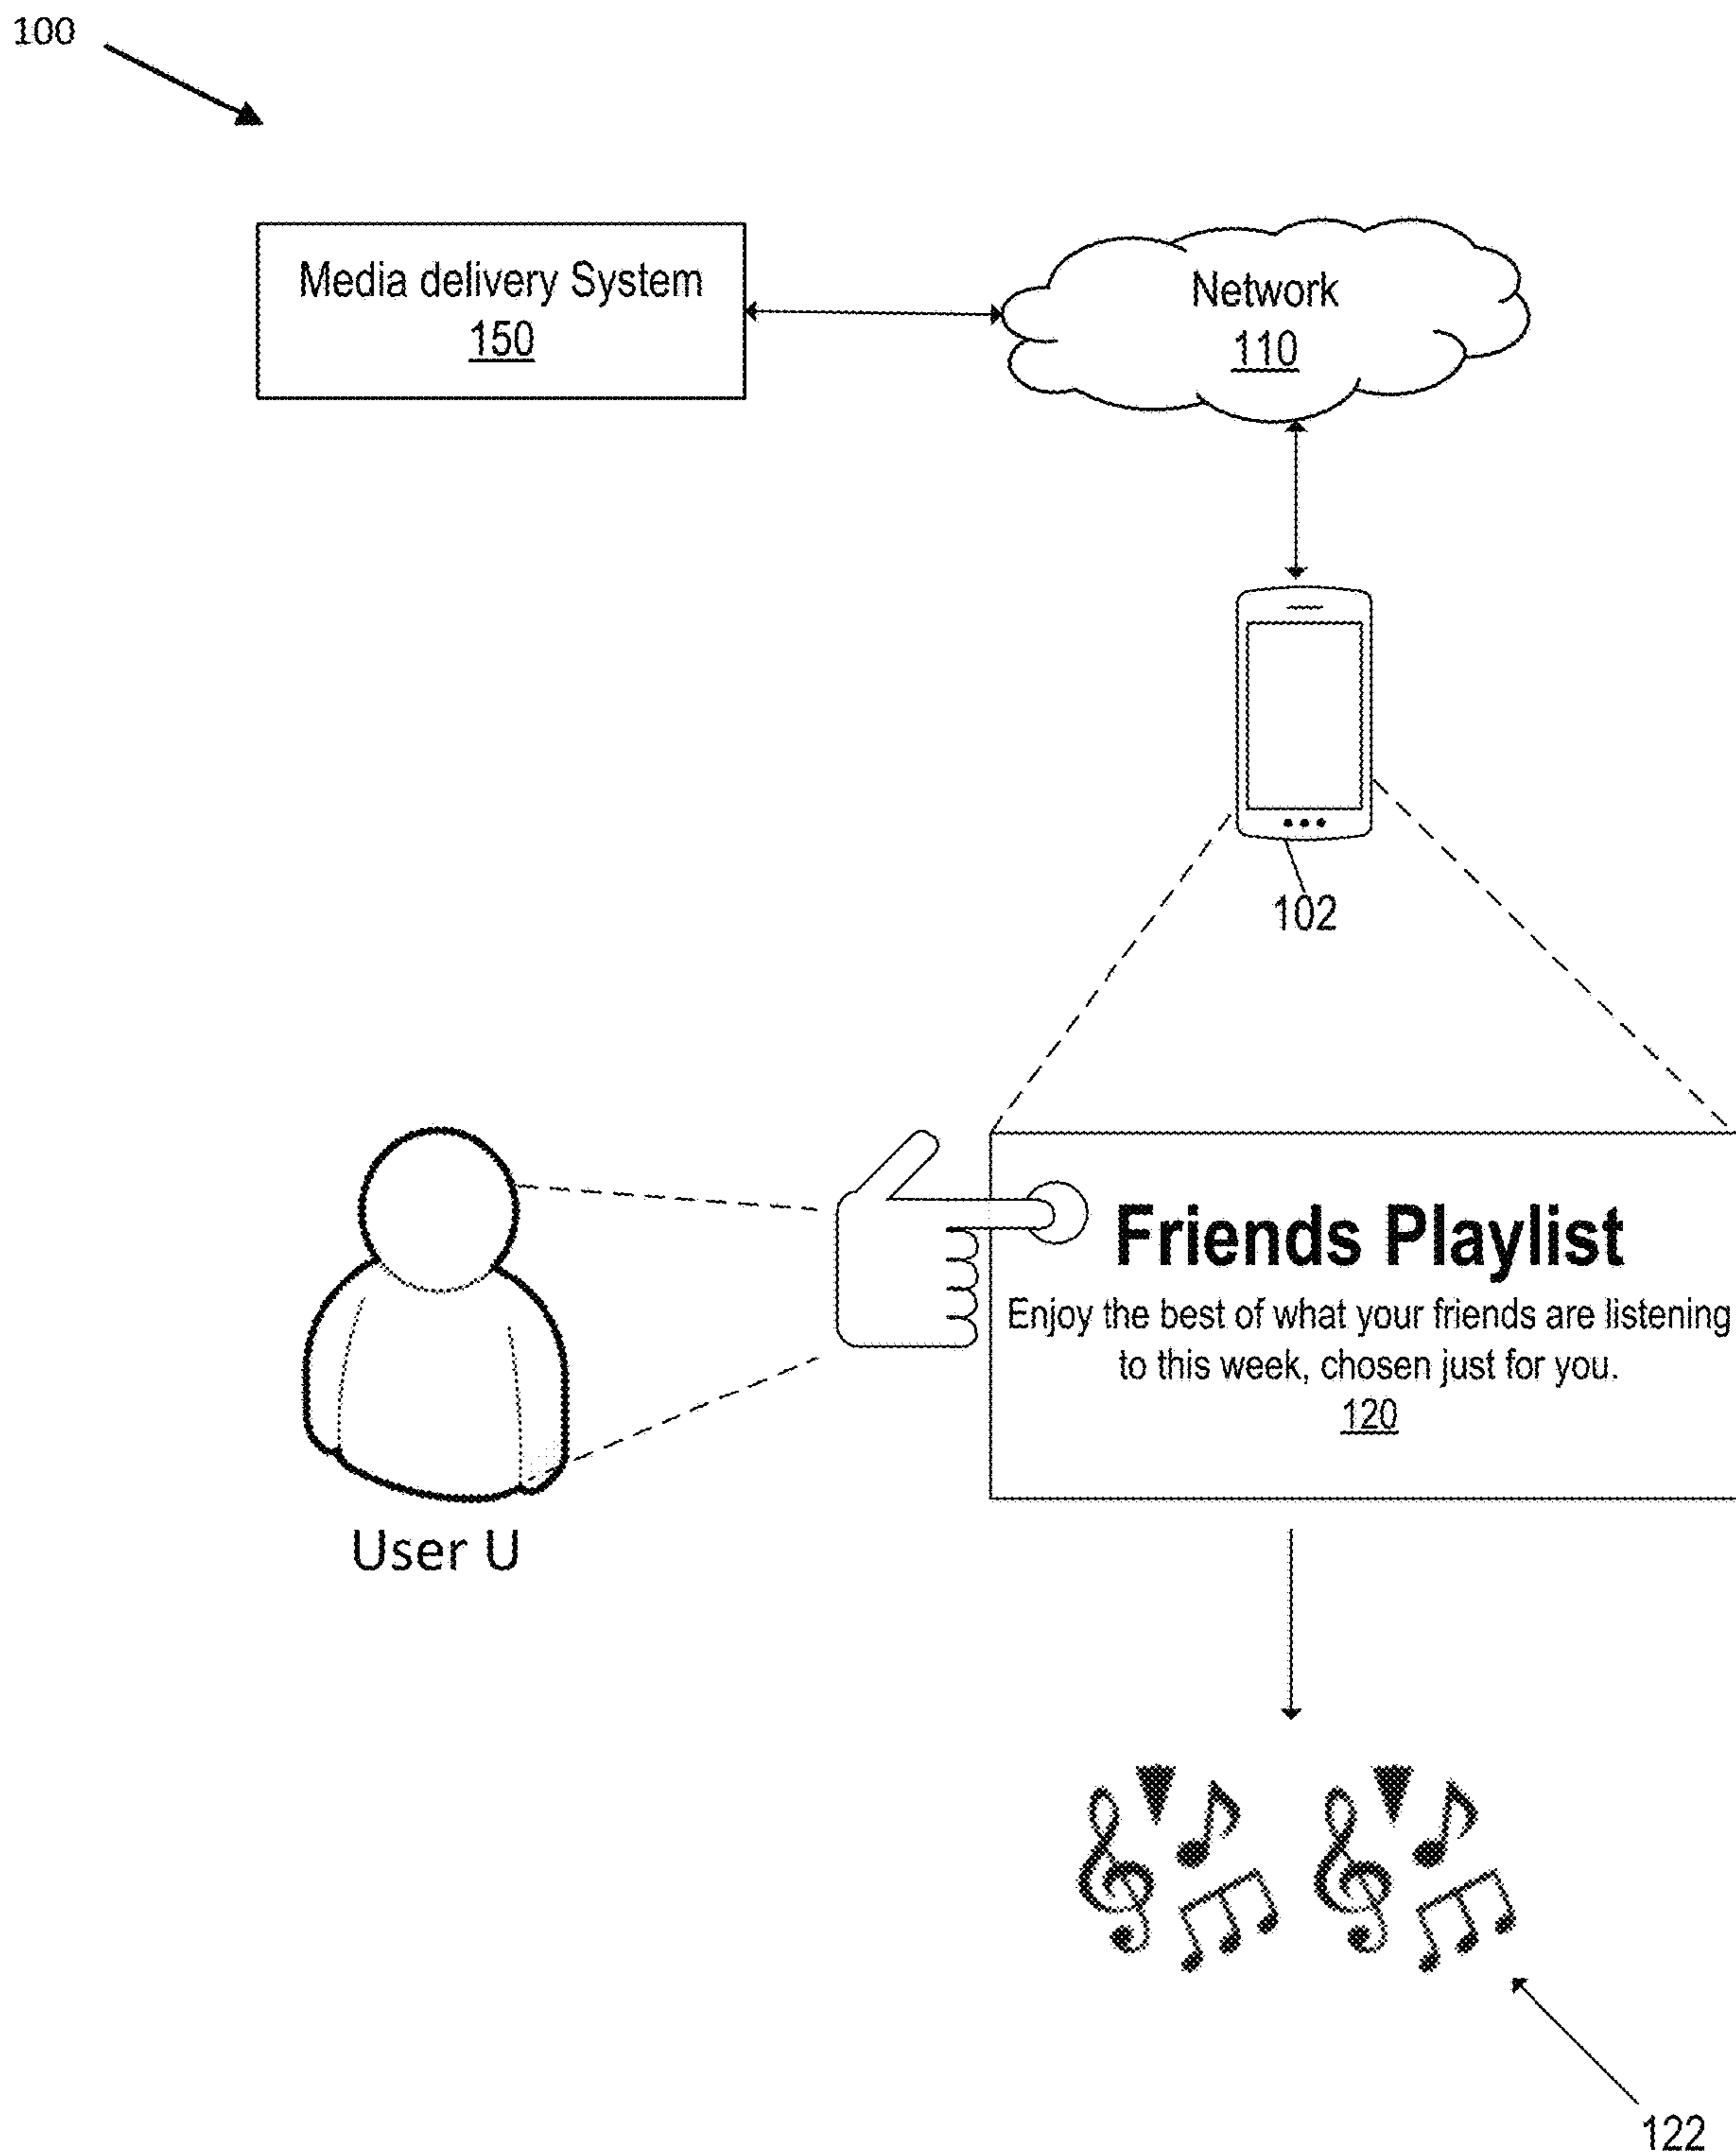 100
Media delivery System
150
Network
110
102
Friends Playlist
Enjoy the best of what your friends are listening
to this week, chosen just for you.
120
User U
122